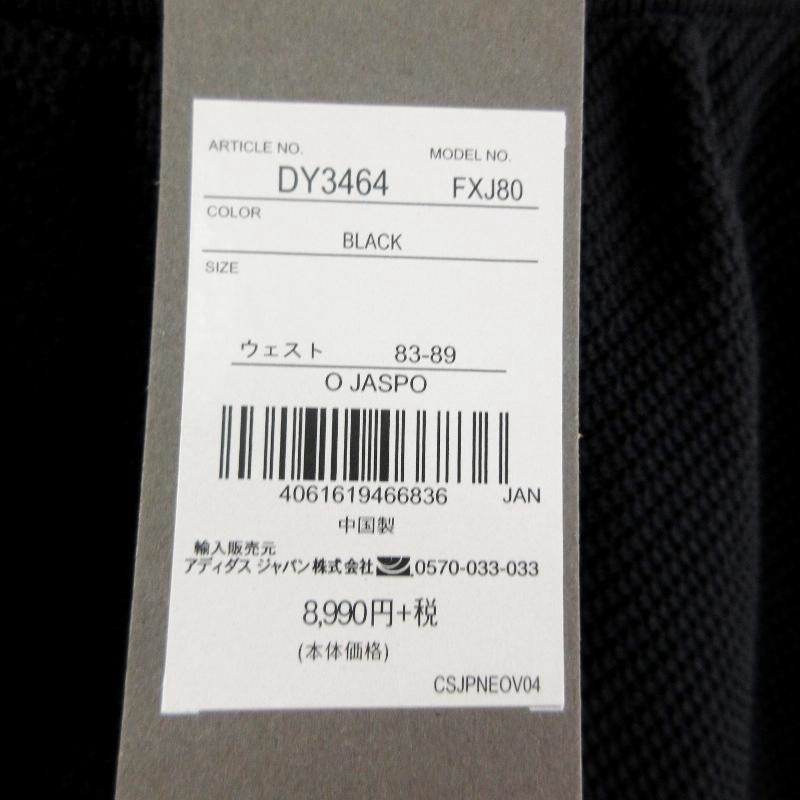 ARTICLE NO. MODEL NO.
DY3464 FXJ80
COLOR
BLACK
SIZE
ウェスト 83-89
O JASPO
4061619466836 JAN
中国製
輸入販売元
アディダス ジャパン株式会社 0570-033-033
8,990円+税
(本体価格)
CSJPNEOV04